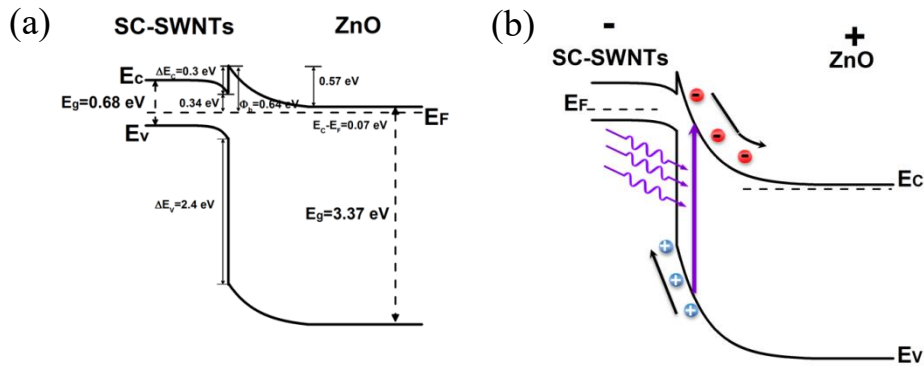 (a)
SC-SWNTs ZnO
EC
ΔEC=0.3 eV
0.57
Eg=0.68 eV
0.34
Φb=0.64 eV
EF
EV
EC-EF=0.07 eV
ΔEV=2.4 eV
Eg=3.37 eV
(b)
- +
SC-SWNTs ZnO
EF
EC
EV